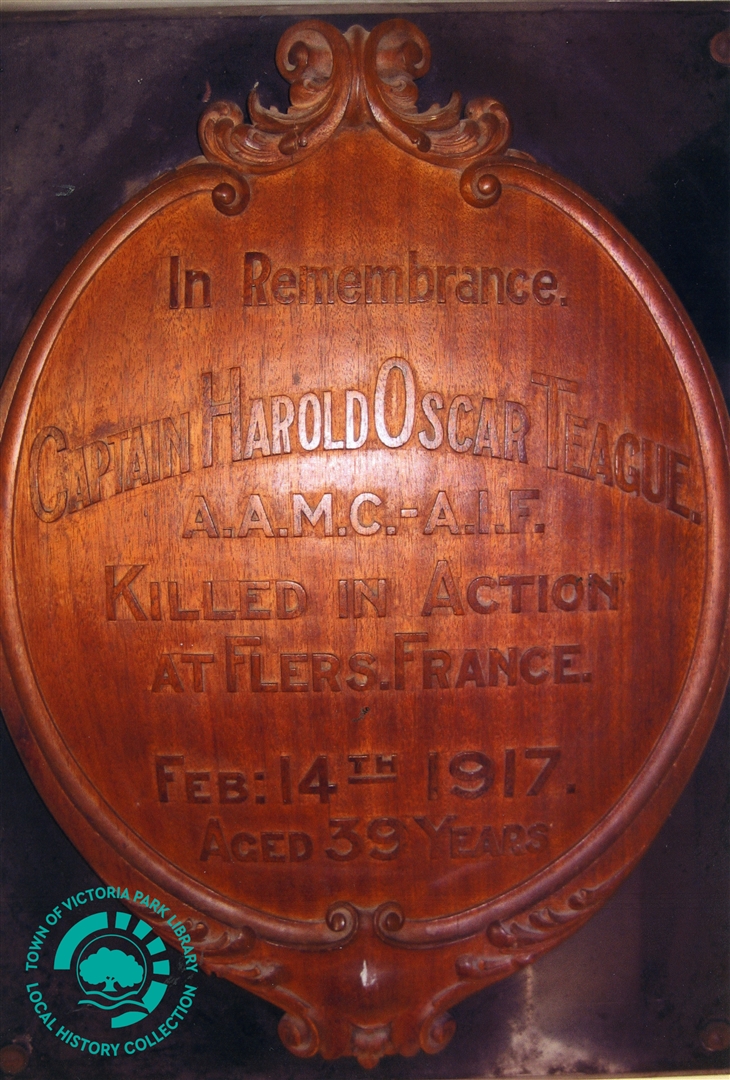 In Remembrance.
Captain Harold Oscar Teague.
A.A.M.C.-A.I.F.
Killed in Action
at Flers. France.
Feb: 14TH 1917.
Aged 39 Years
TOWN OF VICTORIA PARK LIBRARY
LOCAL HISTORY COLLECTION